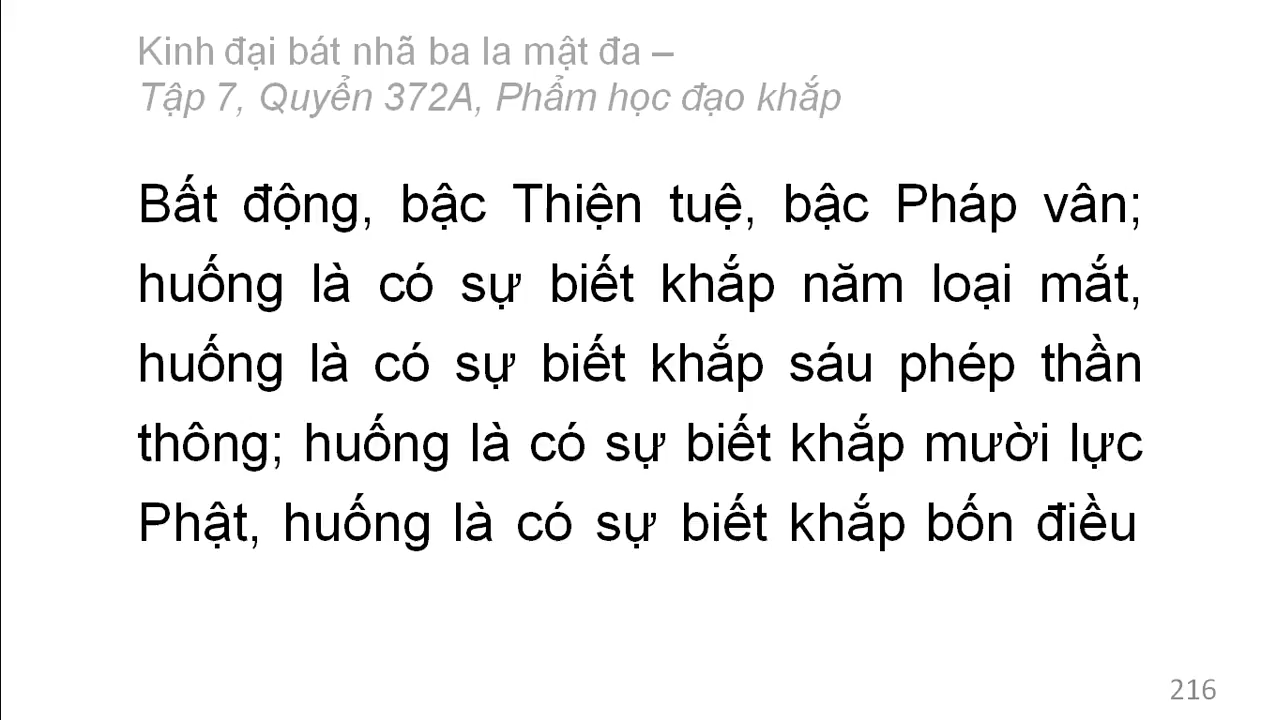 Kinh đại bát nhã ba la mật đa –
Tập 7, Quyển 372A, Phẩm học đạo khắp
Bất động, bậc Thiện tuệ, bậc Pháp vân;
huống là có sự biết khắp năm loại mắt,
huống là có sự biết khắp sáu phép thần
thông; huống là có sự biết khắp mười lực
Phật, huống là có sự biết khắp bốn điều
216